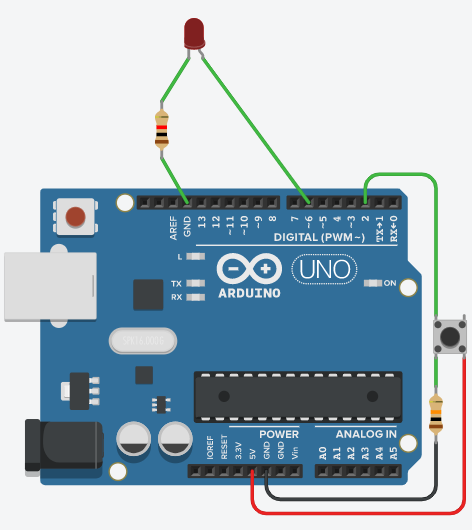 AREF
GND
13
12
~11
~10
~9
8
7
~6
~5
4
~3
2
TX→1
RX←0
DIGITAL (PWM~)
L
TX
RX
UNO
ON
ARDUINO
POWER
ANALOG IN
IOREF
RESET
3.3V
5V
GND
GND
Vin
A0
A1
A2
A3
A4
A5